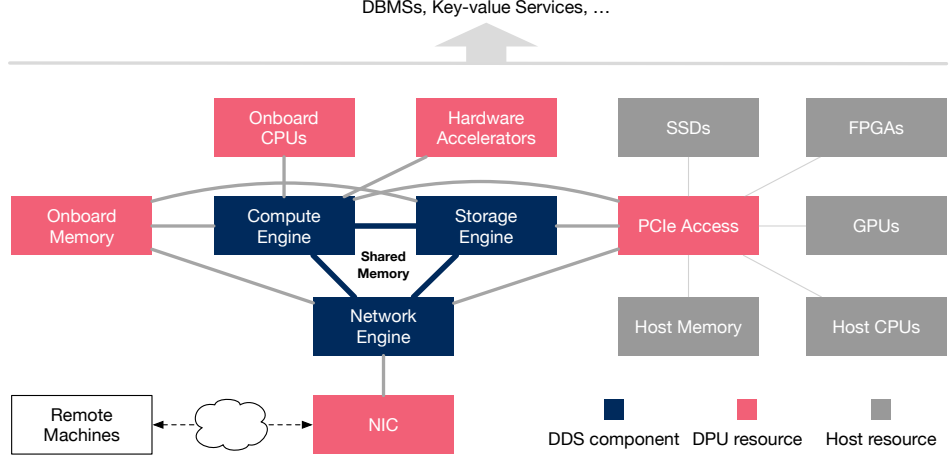 DBMSs, Key-value Services, …
Onboard
CPUs
Hardware
Accelerators
SSDs
FPGAs
Onboard
Memory
Compute
Engine
Storage
Engine
PCIe Access
GPUs
Shared
Memory
Network
Engine
Host Memory
Host CPUs
Remote
Machines
NIC
DDS component
DPU resource
Host resource